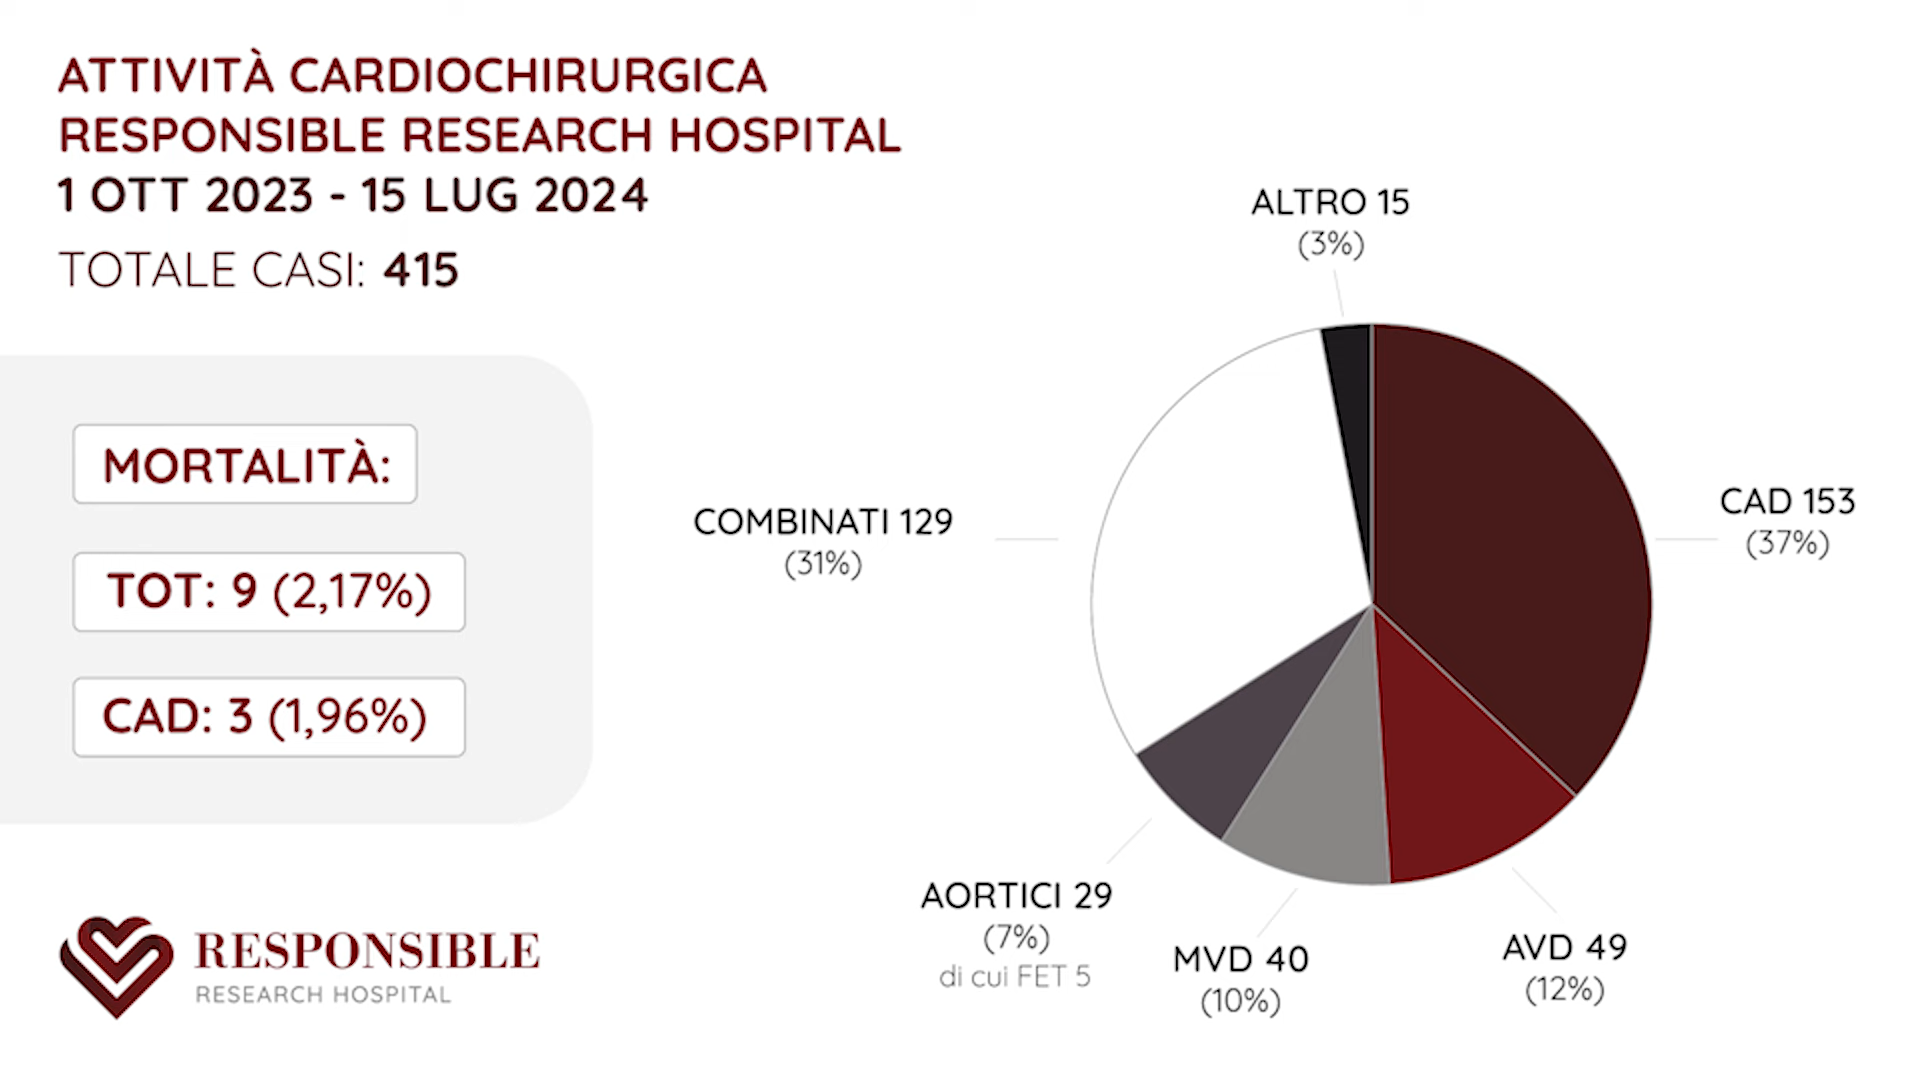 ATTIVITÀ CARDIOCHIRURGICA
RESPONSIBLE RESEARCH HOSPITAL
1 OTT 2023 - 15 LUG 2024
TOTALE CASI: 415
MORTALITÀ:
TOT: 9 (2,17%)
CAD: 3 (1,96%)
ALTRO 15
(3%)
CAD 153
(37%)
COMBINATI 129
(31%)
AORTICI 29
(7%)
di cui FET 5
MVD 40
(10%)
AVD 49
(12%)
RESPONSIBLE
RESEARCH HOSPITAL